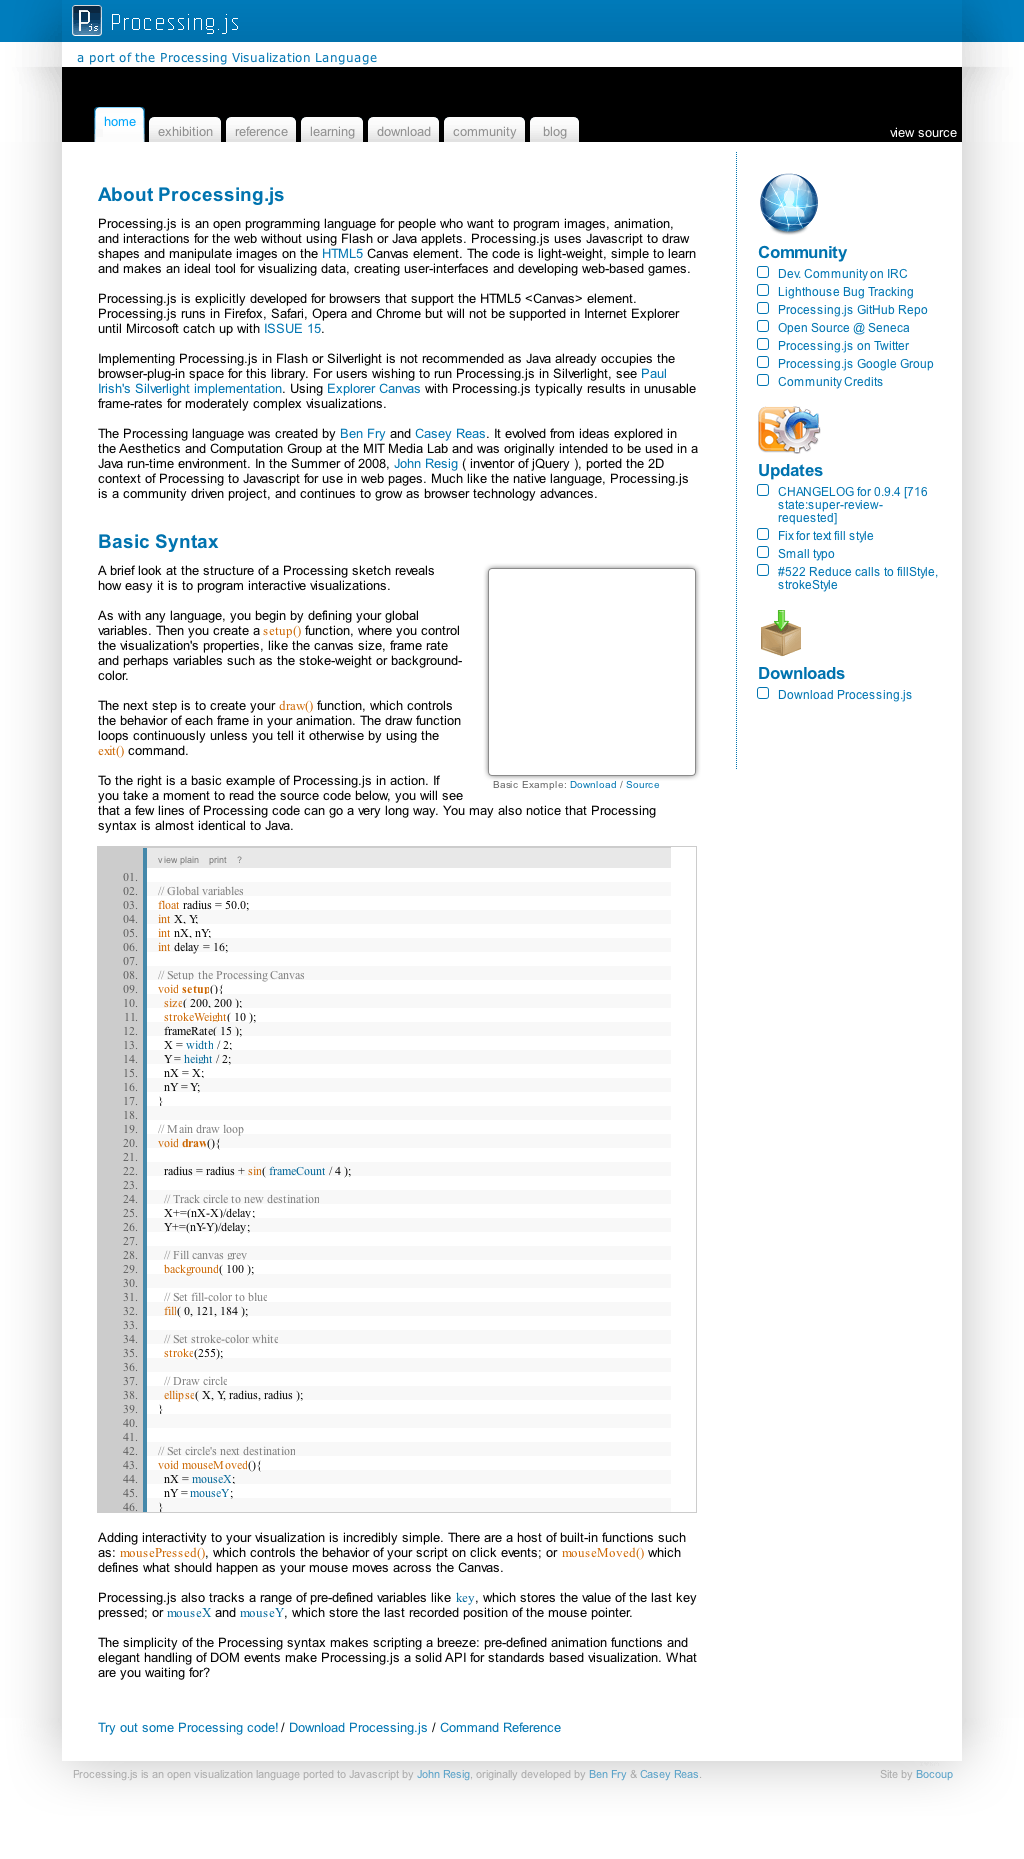 Processing.js
a port of the Processing Visualization Language
home
exhibition
reference
learning
download
community
blog
view source
About Processing.js
Processing.js is an open programming language for people who want to program images, animation,
and interactions for the web without using Flash or Java applets. Processing.js uses Javascript to draw
shapes and manipulate images on the HTML5 Canvas element. The code is light-weight, simple to learn
and makes an ideal tool for visualizing data, creating user-interfaces and developing web-based games.
Processing.js is explicitly developed for browsers that support the HTML5 <Canvas> element.
Processing.js runs in Firefox, Safari, Opera and Chrome but will not be supported in Internet Explorer
until Mircosoft catch up with ISSUE 15.
Implementing Processing.js in Flash or Silverlight is not recommended as Java already occupies the
browser-plug-in space for this library. For users wishing to run Processing.js in Silverlight, see Paul
Irish's Silverlight implementation. Using Explorer Canvas with Processing.js typically results in unusable
frame-rates for moderately complex visualizations.
The Processing language was created by Ben Fry and Casey Reas. It evolved from ideas explored in
the Aesthetics and Computation Group at the MIT Media Lab and was originally intended to be used in a
Java run-time environment. In the Summer of 2008, John Resig ( inventor of jQuery ), ported the 2D
context of Processing to Javascript for use in web pages. Much like the native language, Processing.js
is a community driven project, and continues to grow as browser technology advances.
Basic Syntax
A brief look at the structure of a Processing sketch reveals
how easy it is to program interactive visualizations.
As with any language, you begin by defining your global
variables. Then you create a setup() function, where you control
the visualization's properties, like the canvas size, frame rate
and perhaps variables such as the stoke-weight or background-
color.
The next step is to create your draw() function, which controls
the behavior of each frame in your animation. The draw function
loops continuously unless you tell it otherwise by using the
exit() command.
Basic Example: Download / Source
To the right is a basic example of Processing.js in action. If
you take a moment to read the source code below, you will see
that a few lines of Processing code can go a very long way. You may also notice that Processing
syntax is almost identical to Java.
view plain print ?
01.
02. // Global variables
03. float radius = 50.0;
04. int X, Y;
05. int nX, nY;
06. int delay = 16;
07.
08. // Setup the Processing Canvas
09. void setup(){
10. size( 200, 200 );
11. strokeWeight( 10 );
12. frameRate( 15 );
13. X = width / 2;
14. Y = height / 2;
15. nX = X;
16. nY = Y;
17. }
18.
19. // Main draw loop
20. void draw(){
21.
22. radius = radius + sin( frameCount / 4 );
23.
24. // Track circle to new destination
25. X+=(nX-X)/delay;
26. Y+=(nY-Y)/delay;
27.
28. // Fill canvas grey
29. background( 100 );
30.
31. // Set fill-color to blue
32. fill( 0, 121, 184 );
33.
34. // Set stroke-color white
35. stroke(255);
36.
37. // Draw circle
38. ellipse( X, Y, radius, radius );
39. }
40.
41.
42. // Set circle's next destination
43. void mouseMoved(){
44. nX = mouseX;
45. nY = mouseY;
46. }
Adding interactivity to your visualization is incredibly simple. There are a host of built-in functions such
as: mousePressed(), which controls the behavior of your script on click events; or mouseMoved() which
defines what should happen as your mouse moves across the Canvas.
Processing.js also tracks a range of pre-defined variables like key, which stores the value of the last key
pressed; or mouseX and mouseY, which store the last recorded position of the mouse pointer.
The simplicity of the Processing syntax makes scripting a breeze: pre-defined animation functions and
elegant handling of DOM events make Processing.js a solid API for standards based visualization. What
are you waiting for?
Try out some Processing code! / Download Processing.js / Command Reference
Community
Dev. Community on IRC
Lighthouse Bug Tracking
Processing.js GitHub Repo
Open Source @ Seneca
Processing.js on Twitter
Processing.js Google Group
Community Credits
Updates
CHANGELOG for 0.9.4 [716
state:super-review-
requested]
Fix for text fill style
Small typo
#522 Reduce calls to fillStyle,
strokeStyle
Downloads
Download Processing.js
Processing.js is an open visualization language ported to Javascript by John Resig, originally developed by Ben Fry & Casey Reas.
Site by Bocoup